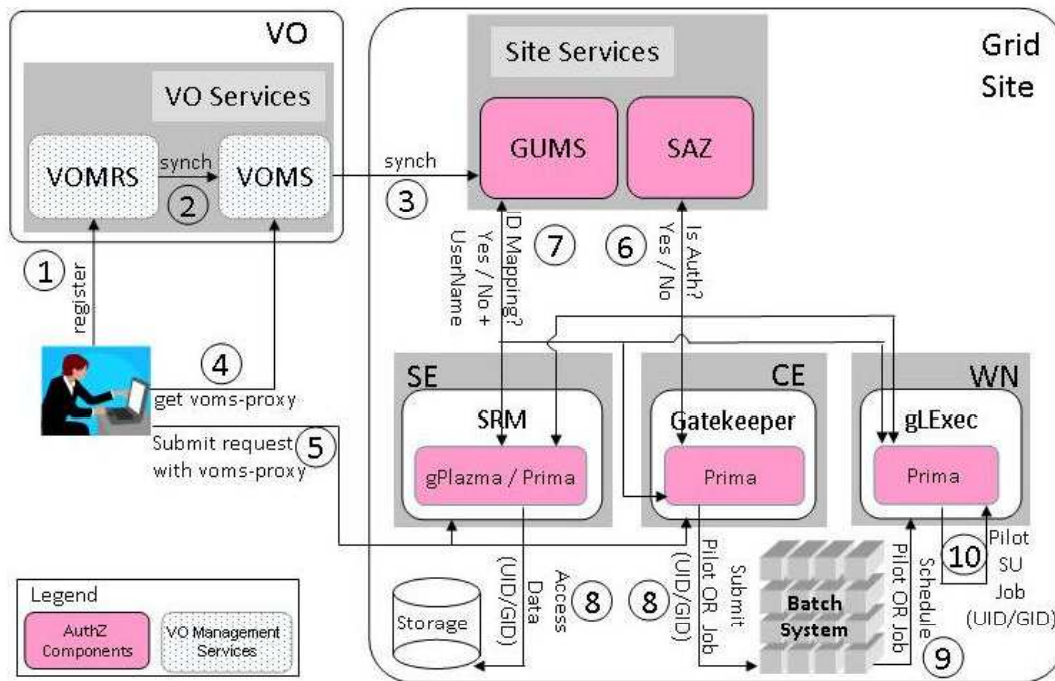 VO
VO Services
VOMRS
synch
2
VOMS
synch
3
Grid
Site
Site Services
GUMS
SAZ
1
register
4
get voms-proxy
5
Submit request
with voms-proxy
ID Mapping?
Yes / No +
UserName
7
6
Is Auth?
Yes / No
SE
SRM
gPlazma / Prima
CE
Gatekeeper
Prima
WN
gLExec
Prima
Storage
Access
Data
(UID/GID)
8
8
Submit
Pilot OR Job
(UID/GID)
Batch
System
Schedule
Pilot OR Job
9
10
Pilot
SU
Job
(UID/GID)
Legend
AuthZ
Components
VO Management
Services